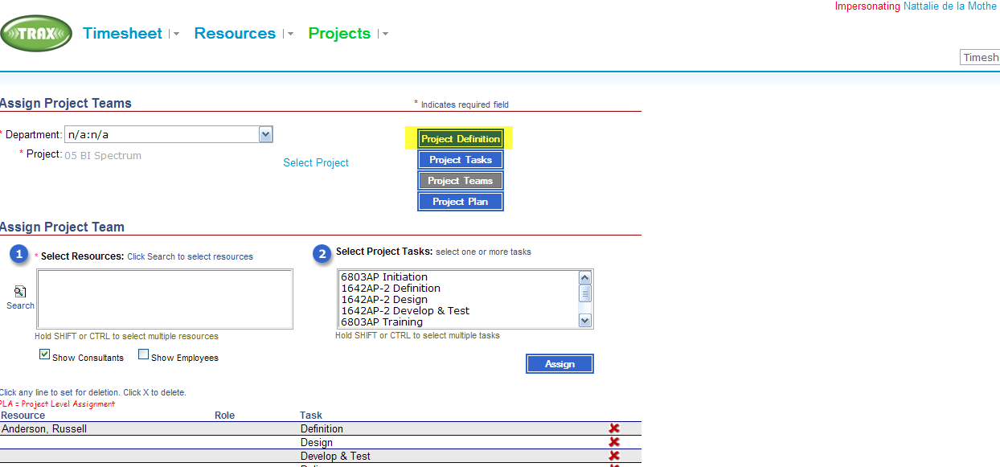 Impersonating Nattalie de la Mothe
TRAX Timesheet Resources Projects
Timesh
Assign Project Teams
* Indicates required field
* Department: n/a:n/a
* Project: 05 BI Spectrum
Select Project
Project Definition
Project Tasks
Project Teams
Project Plan
Assign Project Team
1 * Select Resources: Click Search to select resources
Search
Hold SHIFT or CTRL to select multiple resources
Show Consultants Show Employees
2 Select Project Tasks: select one or more tasks
6803AP Initiation
1642AP-2 Definition
1642AP-2 Design
1642AP-2 Develop & Test
6803AP Training
Hold SHIFT or CTRL to select multiple tasks
Assign
Click any line to set for deletion. Click X to delete.
PLA = Project Level Assignment
Resource Role Task
Anderson, Russell Definition
Design
Develop & Test